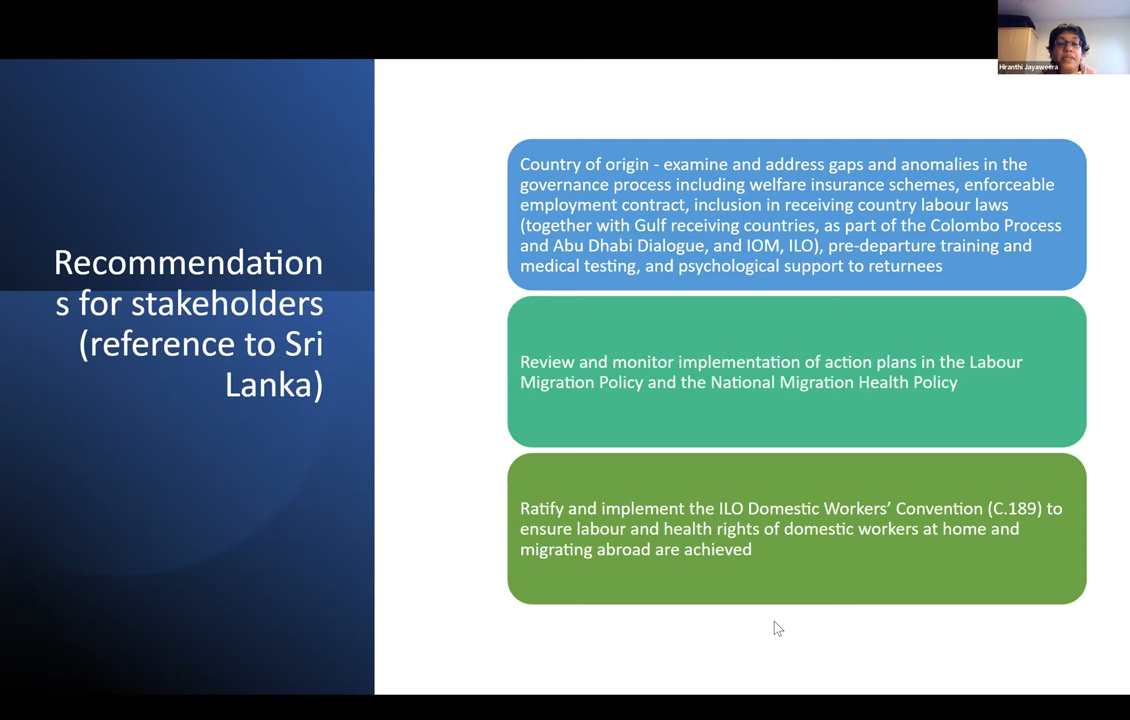 Hiranthi Jayaweera
Recommendation
s for stakeholders
(reference to Sri
Lanka)
Country of origin - examine and address gaps and anomalies in the
governance process including welfare insurance schemes, enforceable
employment contract, inclusion in receiving country labour laws
(together with Gulf receiving countries, as part of the Colombo Process
and Abu Dhabi Dialogue, and IOM, ILO), pre-departure training and
medical testing, and psychological support to returnees
Review and monitor implementation of action plans in the Labour
Migration Policy and the National Migration Health Policy
Ratify and implement the ILO Domestic Workers’ Convention (C.189) to
ensure labour and health rights of domestic workers at home and
migrating abroad are achieved